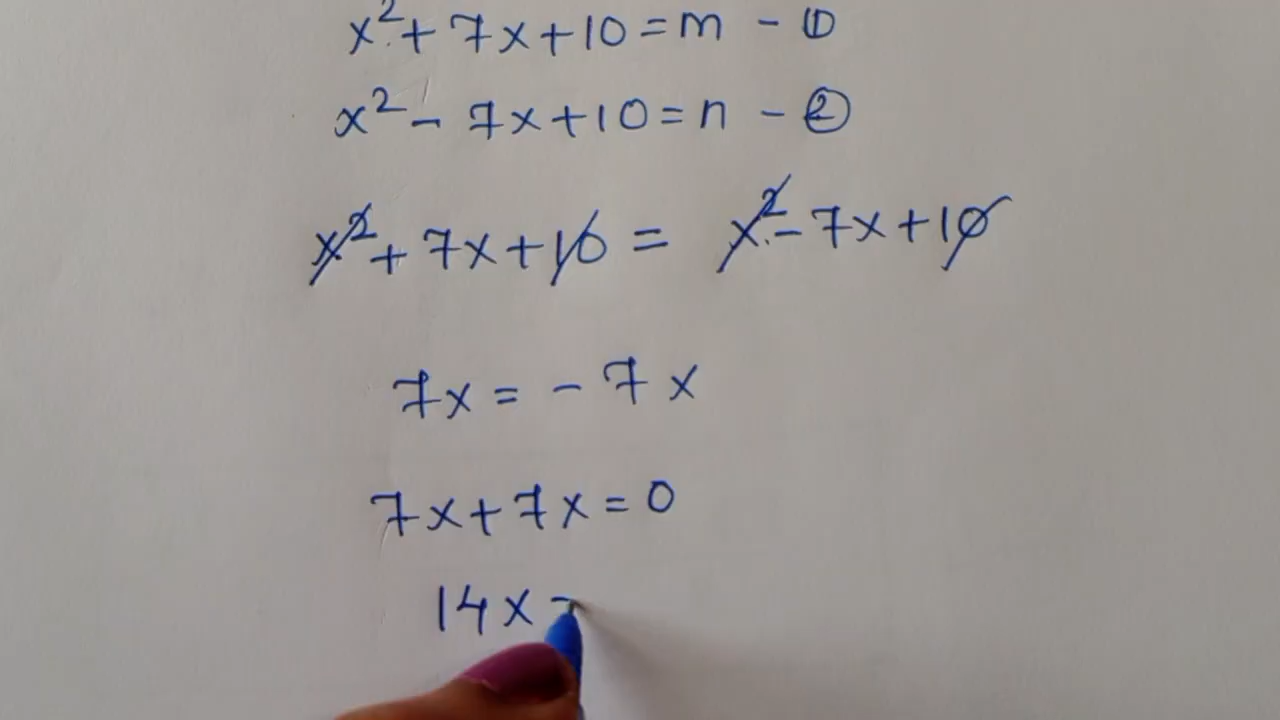 x² + 7x + 10 = m - ①
x² - 7x + 10 = n - ②
x² + 7x + 10 = x² - 7x + 10
7x = - 7x
7x + 7x = 0
14x -